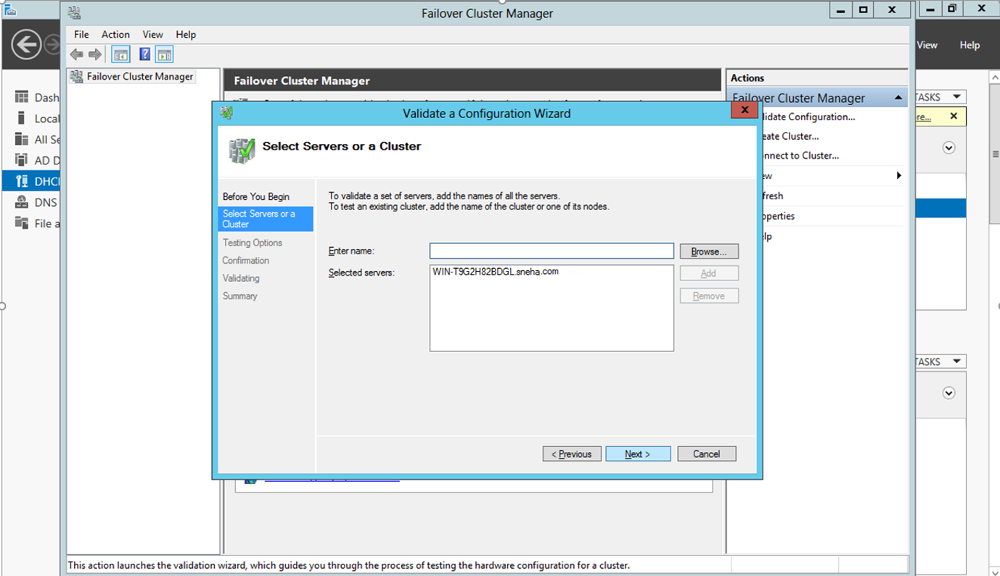 Failover Cluster Manager
File Action View Help
View Help
Failover Cluster Manager
Failover Cluster Manager
Actions
Failover Cluster Manager
Validate a Configuration Wizard
Select Servers or a Cluster
Before You Begin
Select Servers or a
Cluster
Testing Options
Confirmation
Validating
Summary
To validate a set of servers, add the names of all the servers.
To test an existing cluster, add the name of the cluster or one of its nodes.
Enter name:
Browse...
Selected servers:
WIN-T9G2H82BDGL.sneha.com
Add
Remove
< Previous
Next >
Cancel
lidate Configuration...
eate Cluster...
nnect to Cluster...
ew
fresh
operties
elp
Dash
Local
All Se
AD D
DHC
DNS
File a
TASKS
re...
TASKS
This action launches the validation wizard, which guides you through the process of testing the hardware configuration for a cluster.